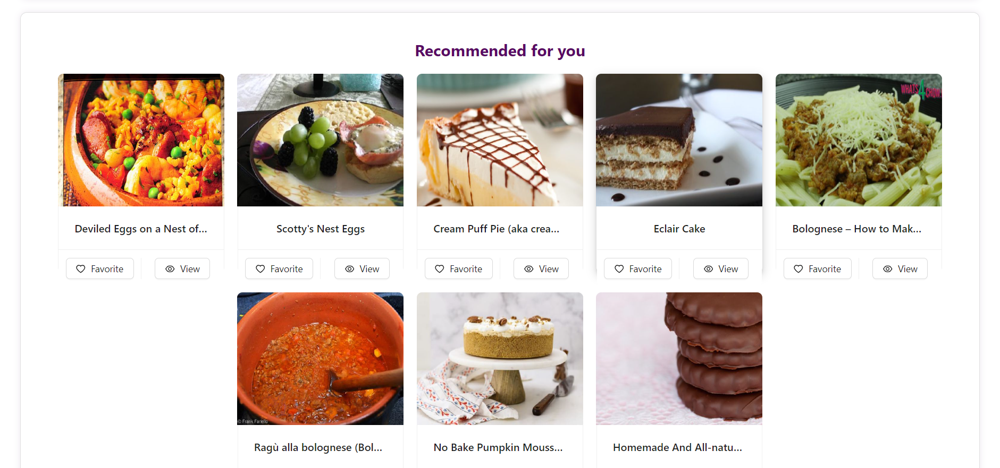 Recommended for you
WHATS4CHOW
Deviled Eggs on a Nest of...
Scotty's Nest Eggs
Cream Puff Pie (aka crea...
Eclair Cake
Bolognese – How to Mak...
Favorite
View
Favorite
View
Favorite
View
Favorite
View
Favorite
View
© Frank Fariello
Ragù alla bolognese (Bol...
No Bake Pumpkin Mouss...
Homemade And All-natu...